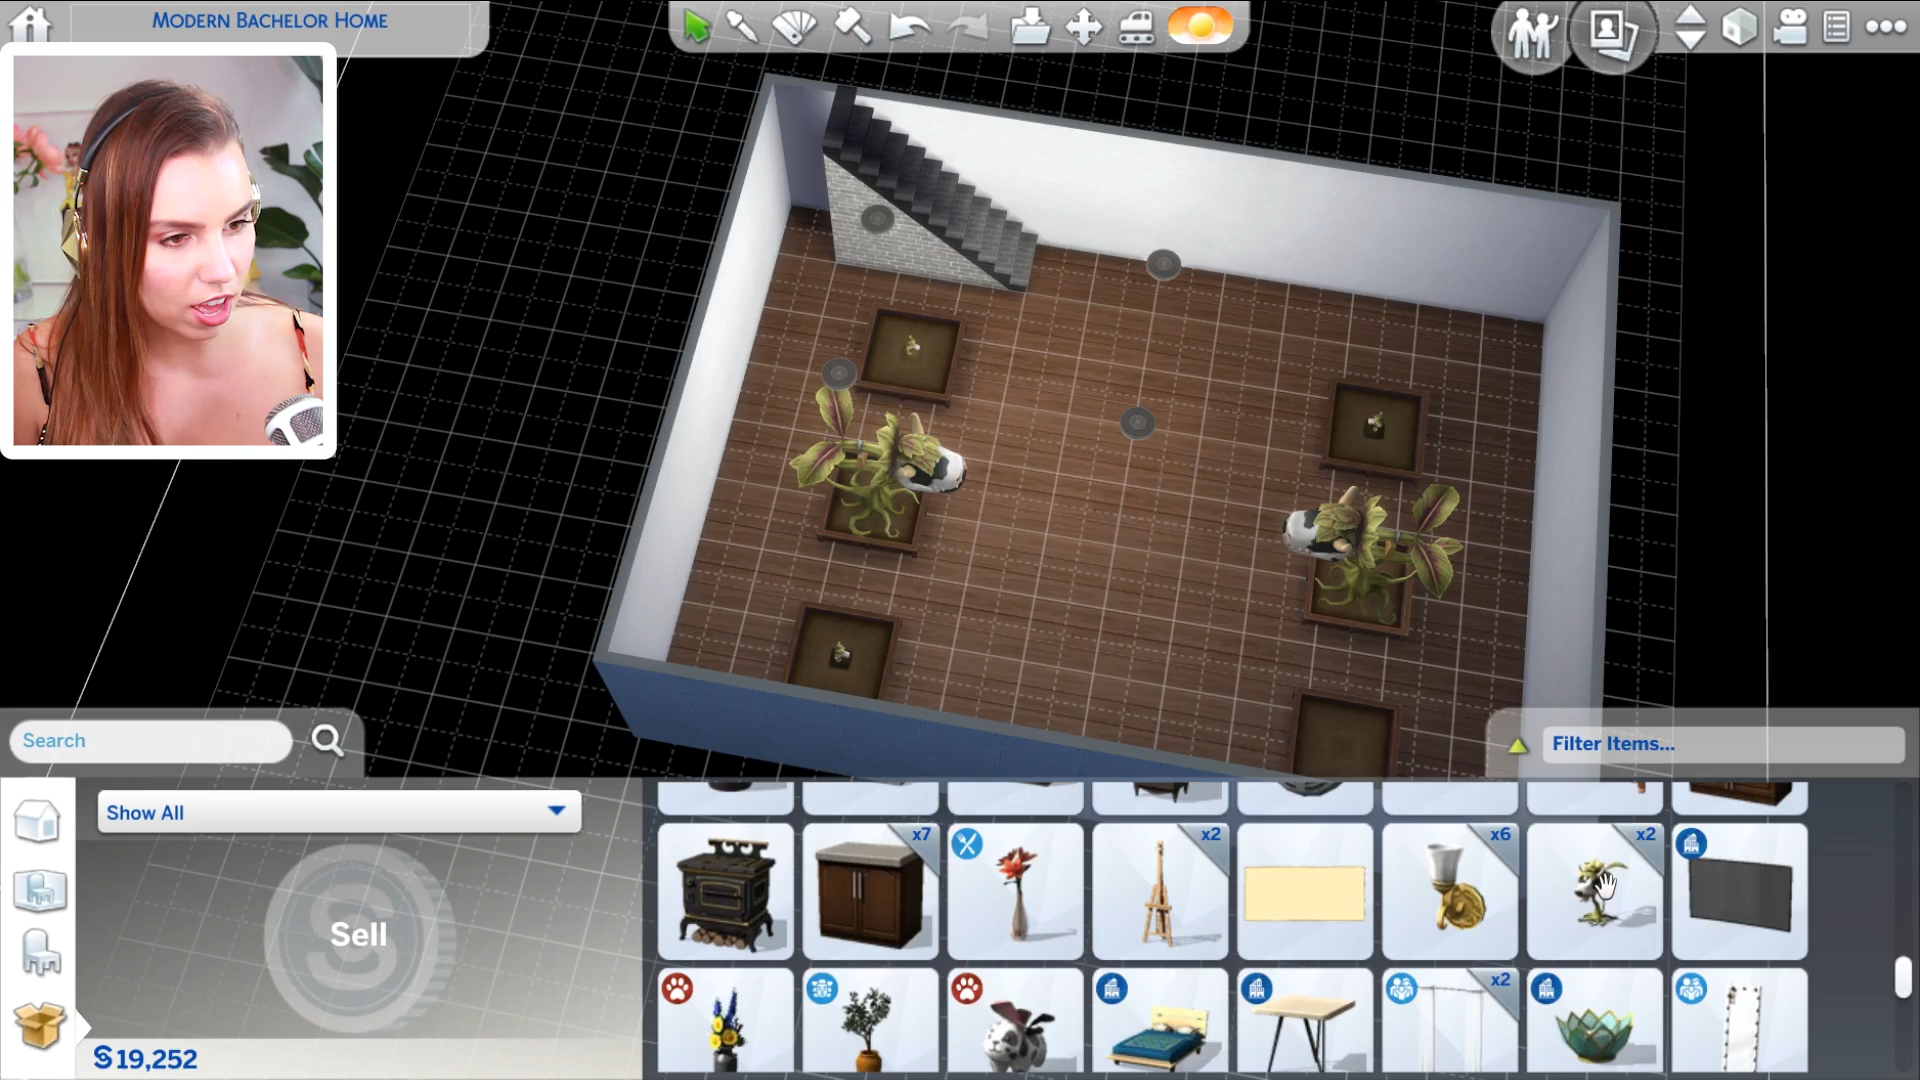 MODERN BACHELOR HOME
Search
Filter Items...
Show All
x7
x2
x6
x2
Sell
x2
19,252